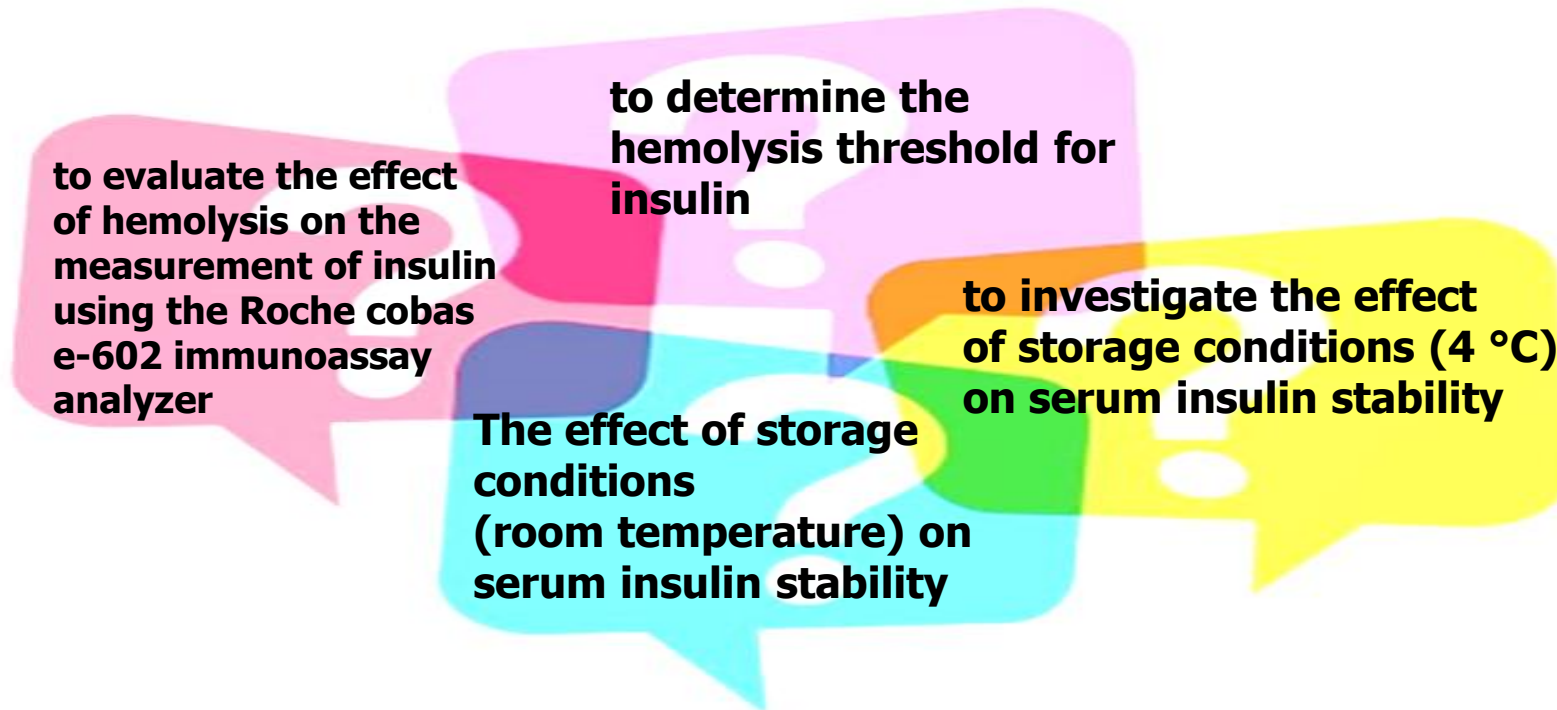 to evaluate the effect
of hemolysis on the
measurement of insulin
using the Roche cobas
e-602 immunoassay
analyzer
to determine the
hemolysis threshold for
insulin
The effect of storage
conditions
(room temperature) on
serum insulin stability
to investigate the effect
of storage conditions (4 °C)
on serum insulin stability